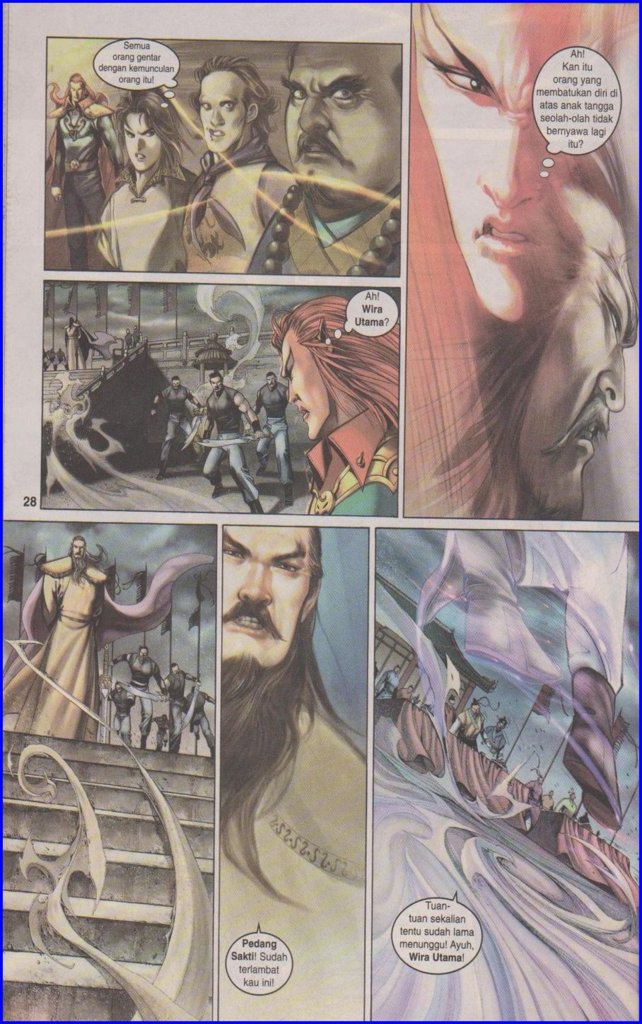 Semua
orang gentar
dengan kemunculan
orang itu!
Ah!
Kan itu
orang yang
membatukan diri di
atas anak tangga
seolah-olah tidak
bernyawa lagi
itu?
Ah!
Wira
Utama?
28
Pedang
Sakti! Sudah
terlambat
kau ini!
Tuan-
tuan sekalian
tentu sudah lama
menunggu! Ayuh,
Wira Utama!